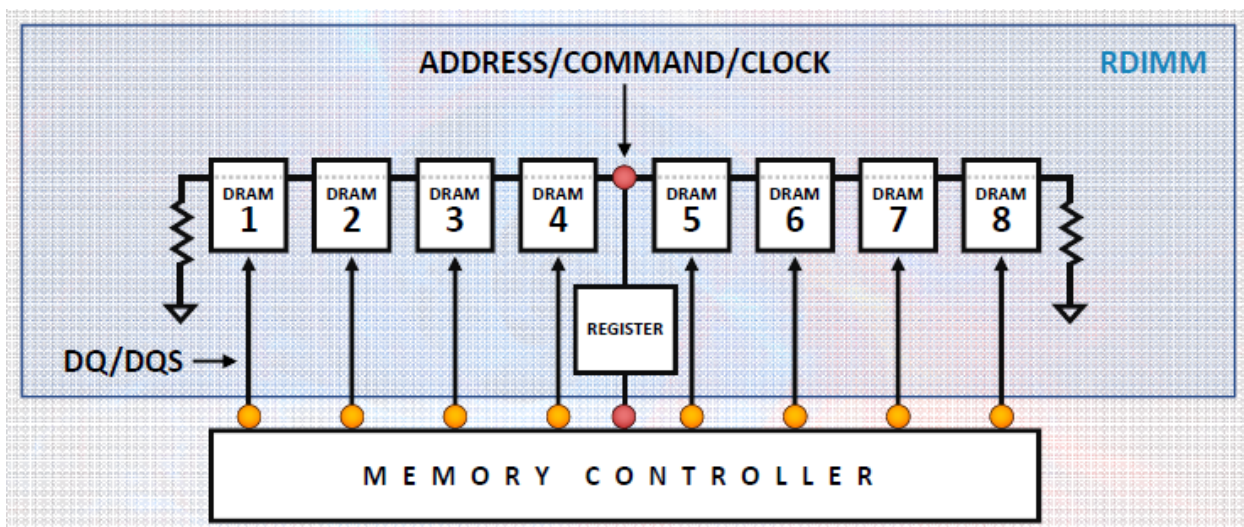 ADDRESS/COMMAND/CLOCK
RDIMM
DRAM
1
DRAM
2
DRAM
3
DRAM
4
DRAM
5
DRAM
6
DRAM
7
DRAM
8
REGISTER
DQ/DQS
MEMORY CONTROLLER